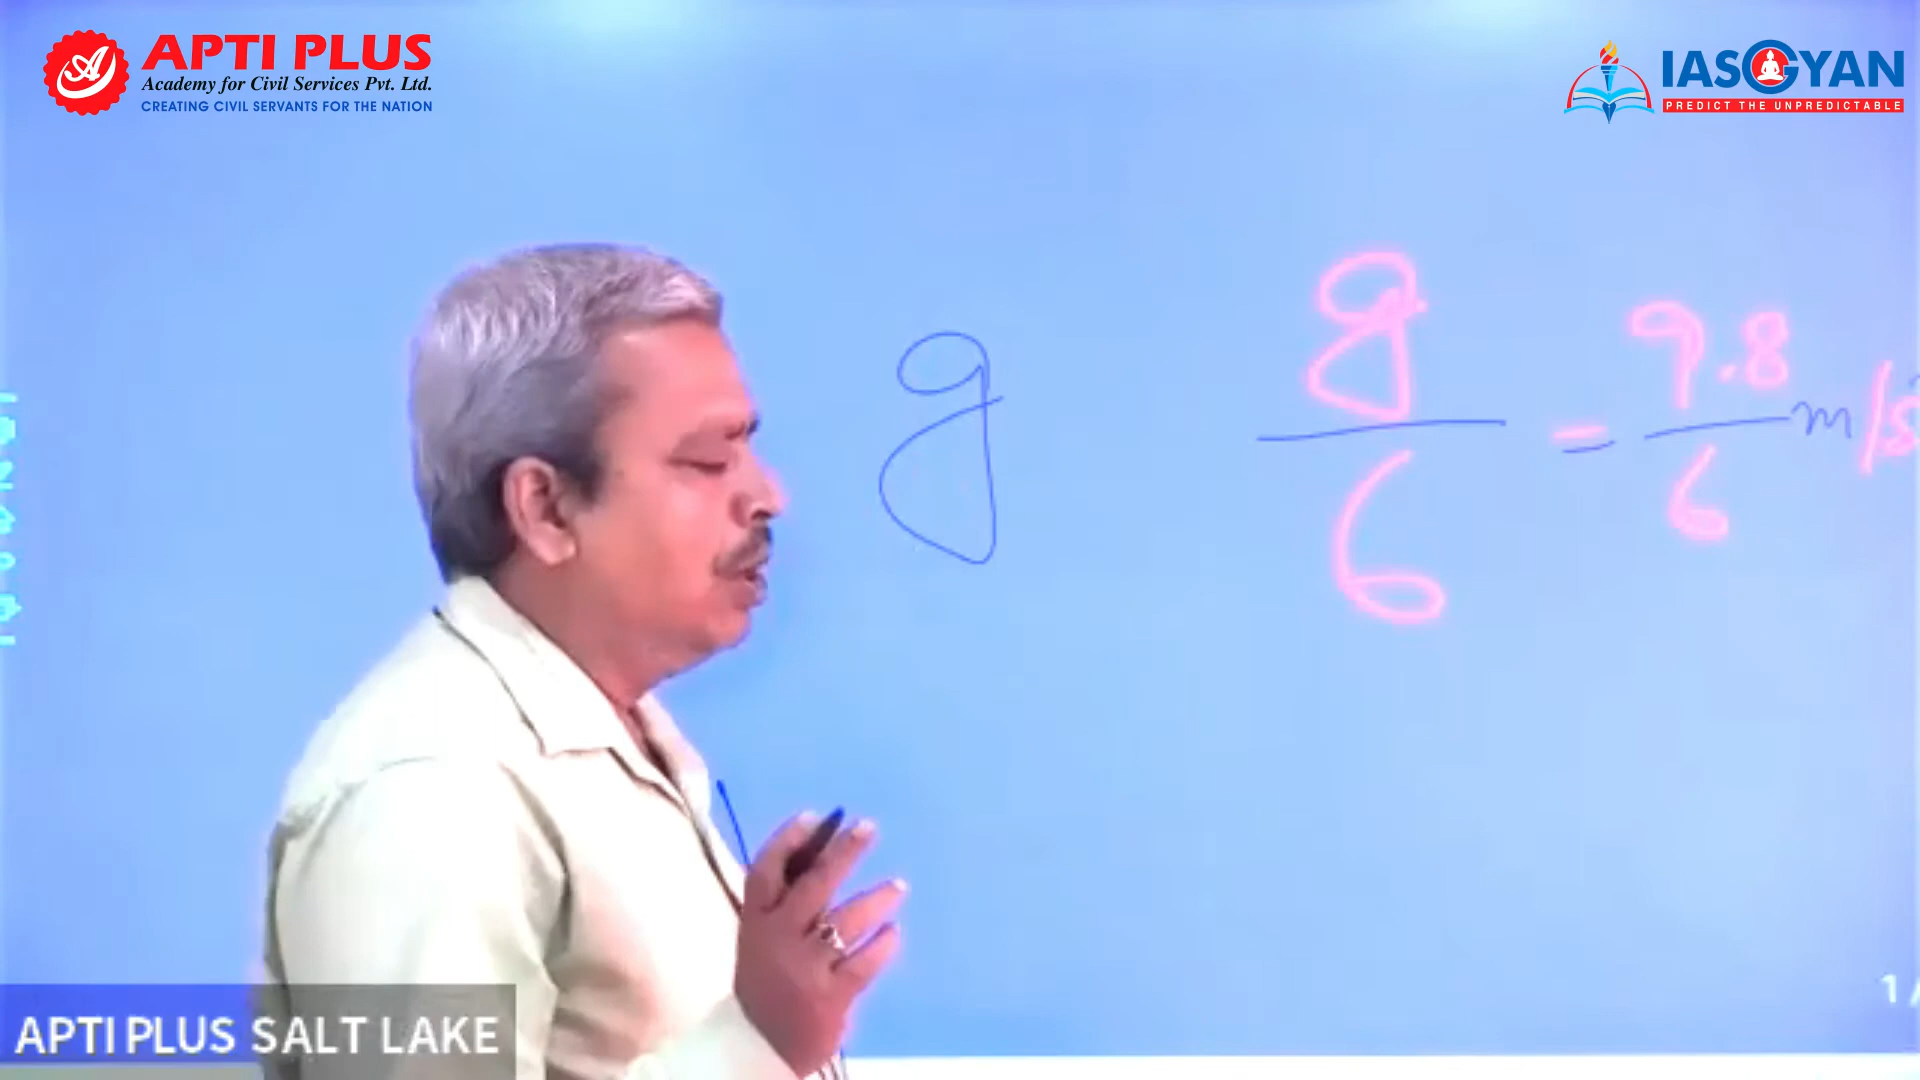 APTI PLUS
Academy for Civil Services Pvt. Ltd.
CREATING CIVIL SERVANTS FOR THE NATION
IASGYAN
PREDICT THE UNPREDICTABLE
g
g/6 = 9.8/6 m/s
1/
APTI PLUS SALT LAKE